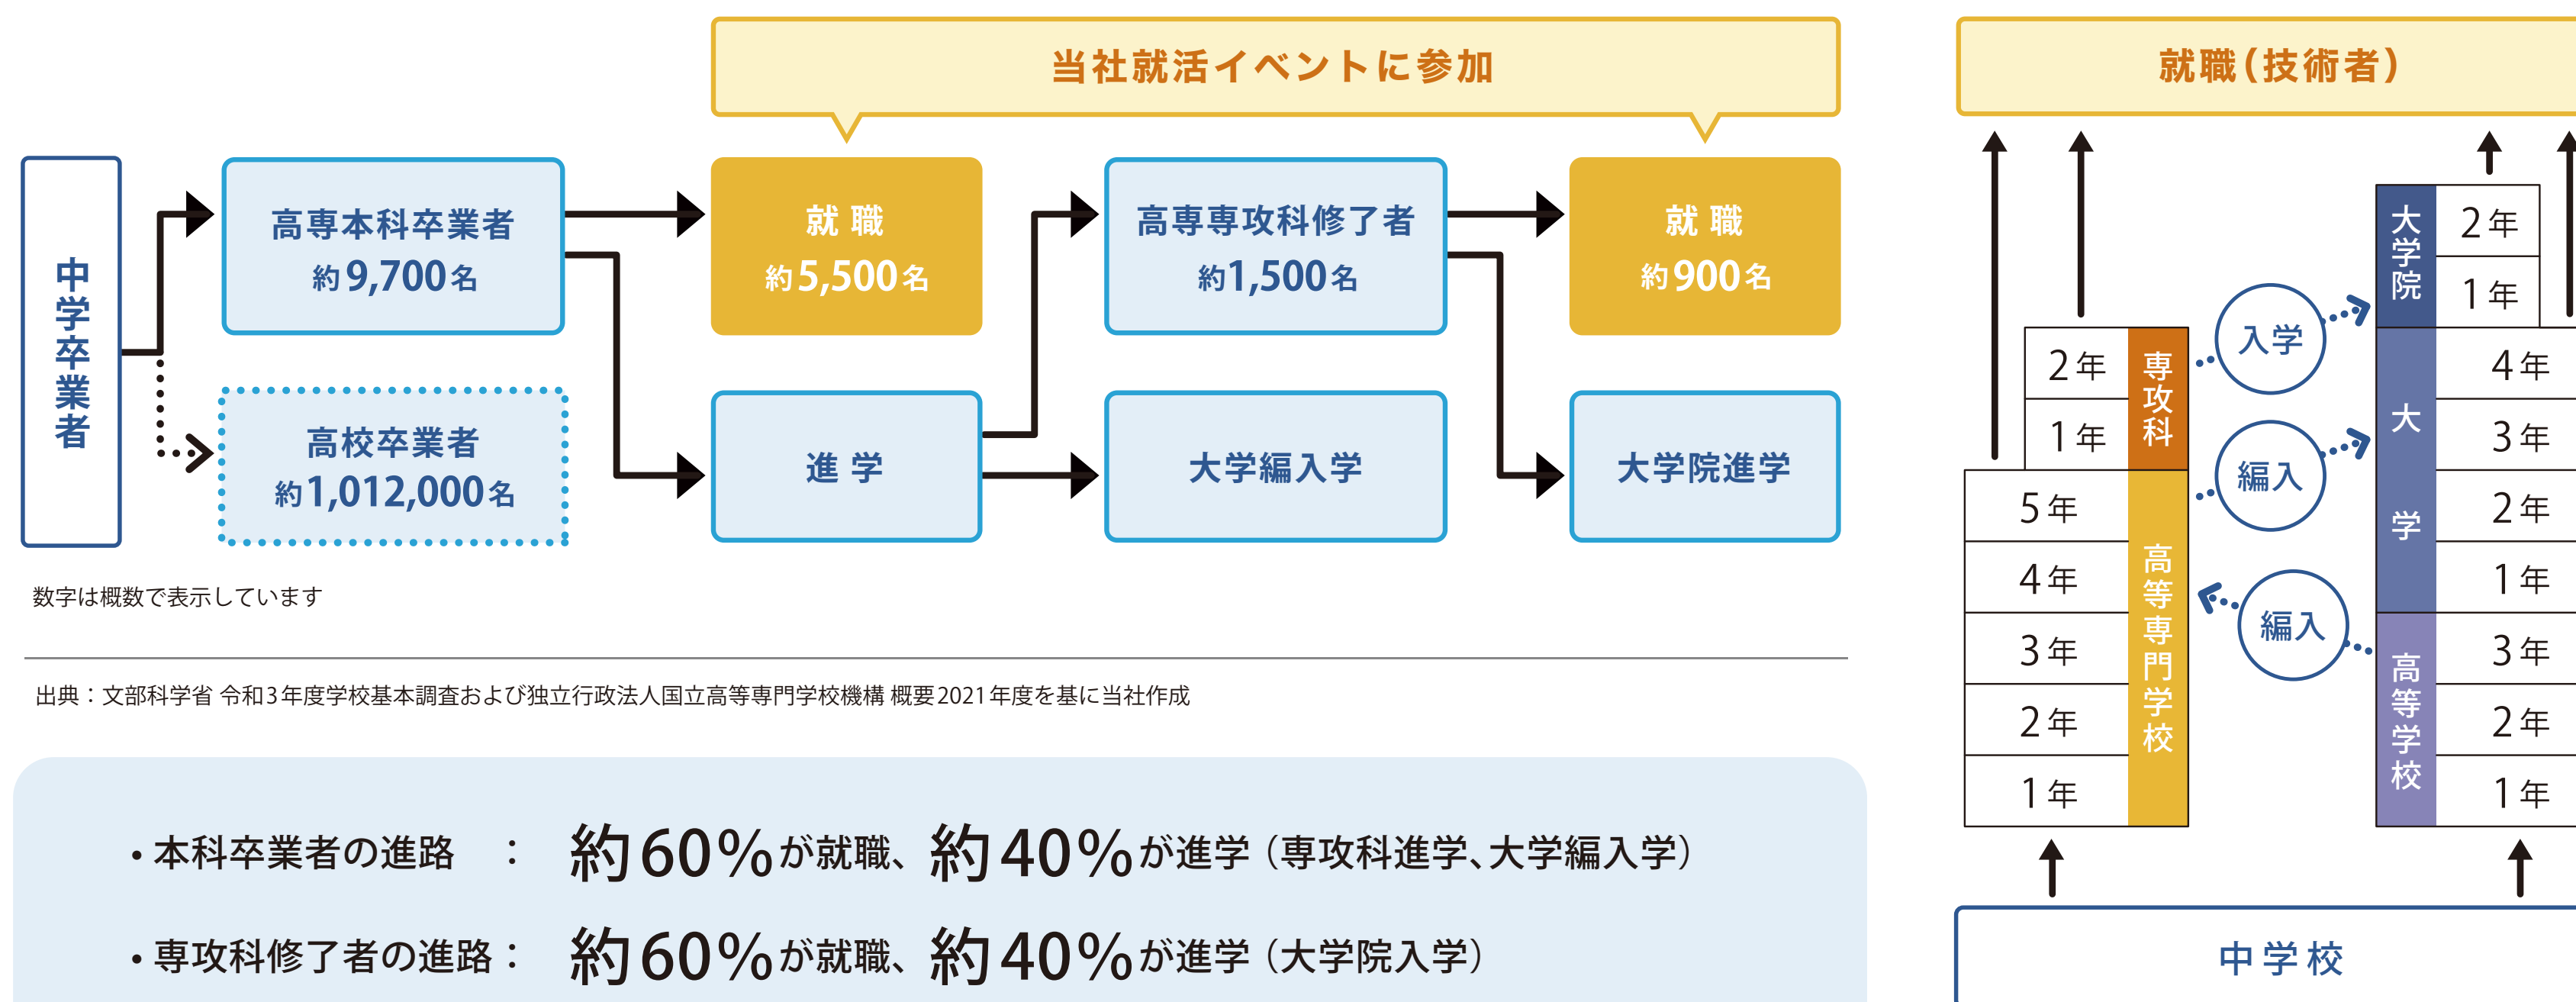 当社就活イベントに参加
中学卒業者
高専本科卒業者
約9,700名
就職
約5,500名
高専専攻科修了者
約1,500名
就職
約900名
高校卒業者
約1,012,000名
進学
大学編入学
大学院進学
数字は概数で表示しています
出典：文部科学省 令和3年度学校基本調査および独立行政法人国立高等専門学校機構 概要2021年度を基に当社作成
・本科卒業者の進路　：　約60%が就職、約40%が進学（専攻科進学、大学編入学）
・専攻科修了者の進路：　約60%が就職、約40%が進学（大学院入学）
就職（技術者）
2年
1年
専攻科
5年
4年
3年
2年
1年
高等専門学校
入学
編入
編入
大学院
2年
1年
大学
4年
3年
2年
1年
高等学校
3年
2年
1年
中学校